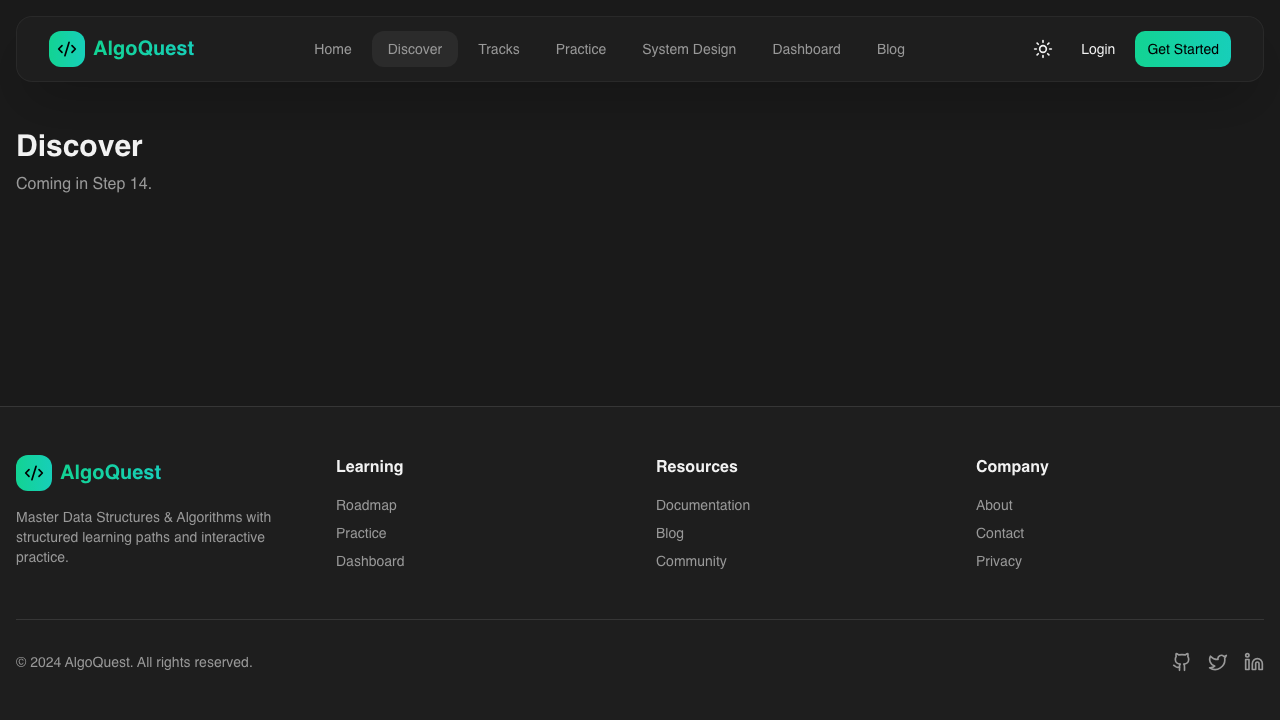 AlgoQuest
Home
Discover
Tracks
Practice
System Design
Dashboard
Blog
Login
Get Started
Discover
Coming in Step 14.
AlgoQuest
Master Data Structures & Algorithms with
structured learning paths and interactive
practice.
Learning
Roadmap
Practice
Dashboard
Resources
Documentation
Blog
Community
Company
About
Contact
Privacy
© 2024 AlgoQuest. All rights reserved.